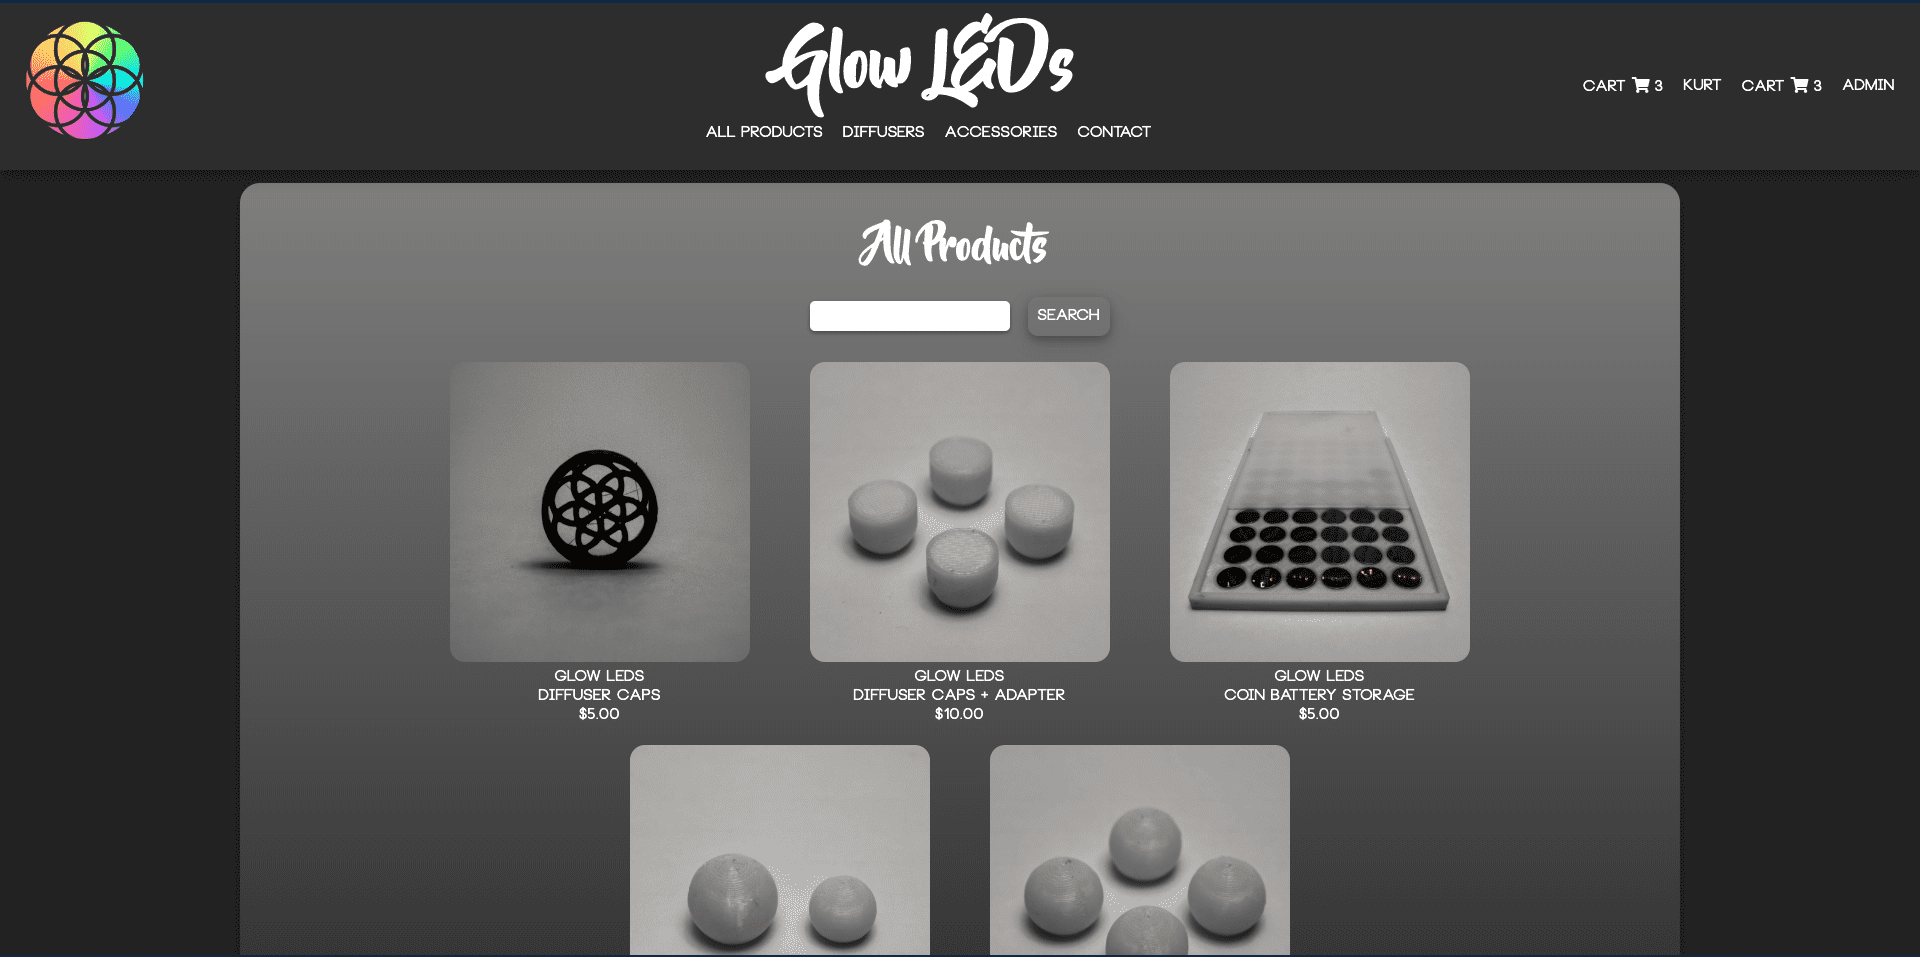 Glow LEDs
ALL PRODUCTS DIFFUSERS ACCESSORIES CONTACT
CART 3 KURT CART 3 ADMIN
All Products
SEARCH
GLOW LEDS
DIFFUSER CAPS
$5.00
GLOW LEDS
DIFFUSER CAPS + ADAPTER
$10.00
GLOW LEDS
COIN BATTERY STORAGE
$5.00